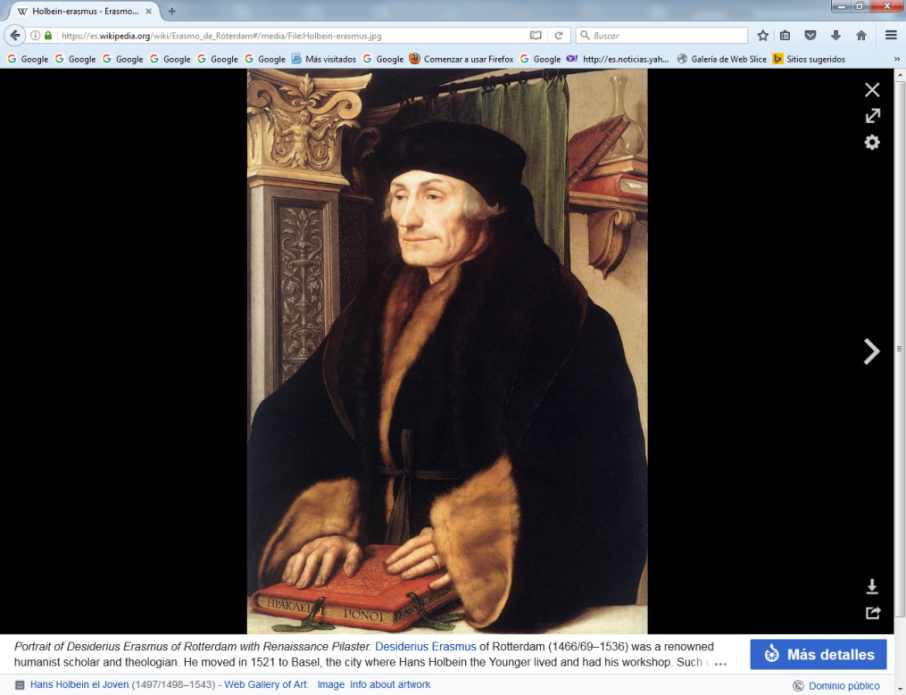 Holbein-erasmus - Erasmo...
https://es.wikipedia.org/wiki/Erasmo_de_Róterdam#/media/File:Holbein-erasmus.jpg
Buscar
Google Google Google Google Google Google Más visitados Google Comenzar a usar Firefox Google http://es.noticias.yah... Galería de Web Slice Sitios sugeridos
ΗΡΑΚΛΕΙ ΠΟΝΟΙ
Portrait of Desiderius Erasmus of Rotterdam with Renaissance Pilaster. Desiderius Erasmus of Rotterdam (1466/69–1536) was a renowned
humanist scholar and theologian. He moved in 1521 to Basel, the city where Hans Holbein the Younger lived and had his workshop. Such ...
Más detalles
Hans Holbein el Joven (1497/1498–1543) - Web Gallery of Art: Image Info about artwork
Dominio público